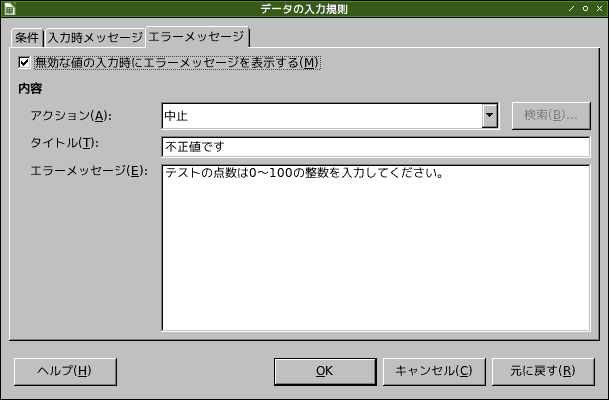 データの入力規則
条件 入力時メッセージ エラーメッセージ
無効な値の入力時にエラーメッセージを表示する(M)
内容
アクション(A): 中止 検索(B)...
タイトル(T): 不正値です
エラーメッセージ(E): テストの点数は0～100の整数を入力してください。
ヘルプ(H) OK キャンセル(C) 元に戻す(R)